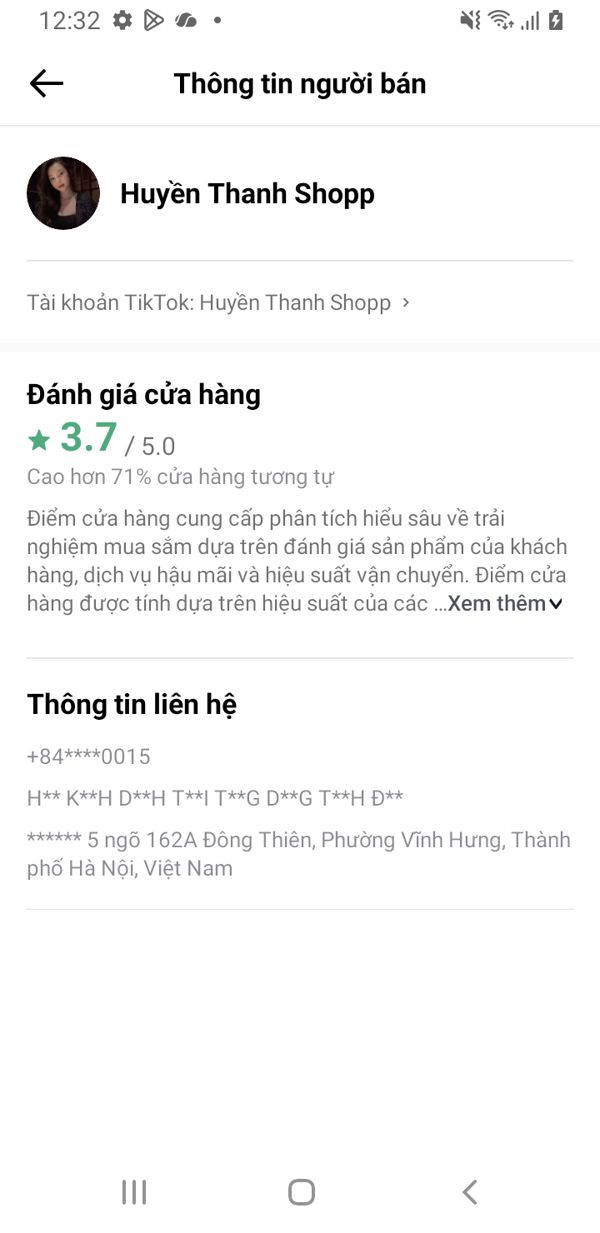 12:32
Thông tin người bán
Huyền Thanh Shopp
Tài khoản TikTok: Huyền Thanh Shopp ›
Đánh giá cửa hàng
★ 3.7 / 5.0
Cao hơn 71% cửa hàng tương tự
Điểm cửa hàng cung cấp phân tích hiểu sâu về trải
nghiệm mua sắm dựa trên đánh giá sản phẩm của khách
hàng, dịch vụ hậu mãi và hiệu suất vận chuyển. Điểm cửa
hàng được tính dựa trên hiệu suất của các ...Xem thêm
Thông tin liên hệ
+84****0015
H** K**H D**H T**I T**G D**G T**H Đ**
****** 5 ngõ 162A Đông Thiên, Phường Vĩnh Hưng, Thành
phố Hà Nội, Việt Nam